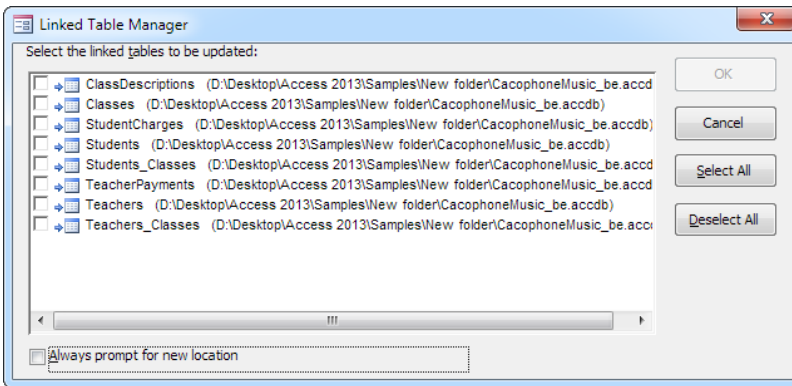 Linked Table Manager
Select the linked tables to be updated:
ClassDescriptions (D:\Desktop\Access 2013\Samples\New folder\CacophoneMusic_be.accd
Classes (D:\Desktop\Access 2013\Samples\New folder\CacophoneMusic_be.accdb)
StudentCharges (D:\Desktop\Access 2013\Samples\New folder\CacophoneMusic_be.accdb)
Students (D:\Desktop\Access 2013\Samples\New folder\CacophoneMusic_be.accdb)
Students_Classes (D:\Desktop\Access 2013\Samples\New folder\CacophoneMusic_be.accd
TeacherPayments (D:\Desktop\Access 2013\Samples\New folder\CacophoneMusic_be.accd
Teachers (D:\Desktop\Access 2013\Samples\New folder\CacophoneMusic_be.accdb)
Teachers_Classes (D:\Desktop\Access 2013\Samples\New folder\CacophoneMusic_be.accd
Always prompt for new location
OK
Cancel
Select All
Deselect All